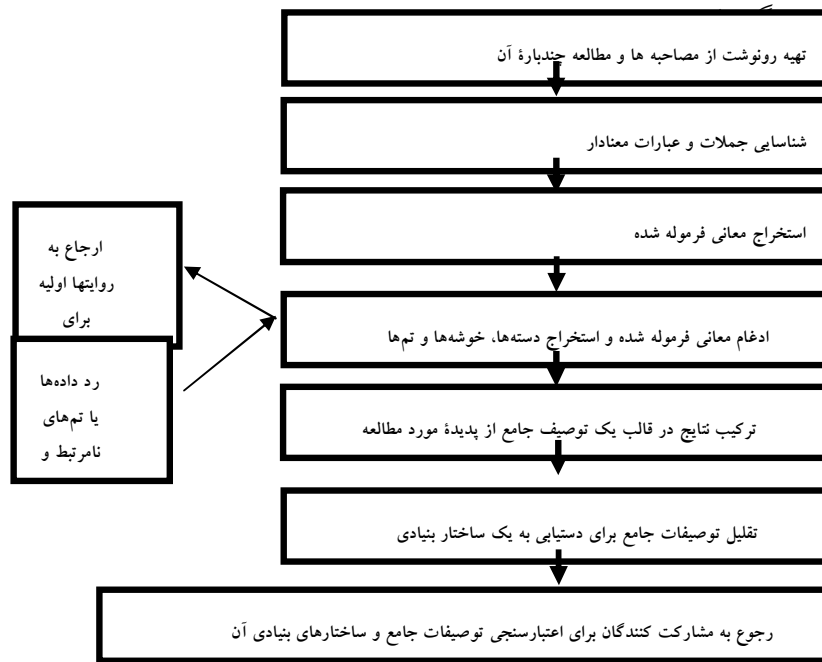 تهیه رونوشت از مصاحبه ها و مطالعه چندبارۀ آن
شناسایی جملات و عبارات معنادار
استخراج معانی فرموله شده
ادغام معانی فرموله شده و استخراج دسته‌ها، خوشه‌ها و تم‌ها
ارجاع به
روایتها اولیه
برای
رد داده‌ها
یا تم‌های
نامرتبط و
ترکیب نتایج در قالب یک توصیف جامع از پدیدۀ مورد مطالعه
تقلیل توصیفات جامع برای دستیابی به یک ساختار بنیادی
رجوع به مشارکت کنندگان برای اعتبارسنجی توصیفات جامع و ساختارهای بنیادی آن